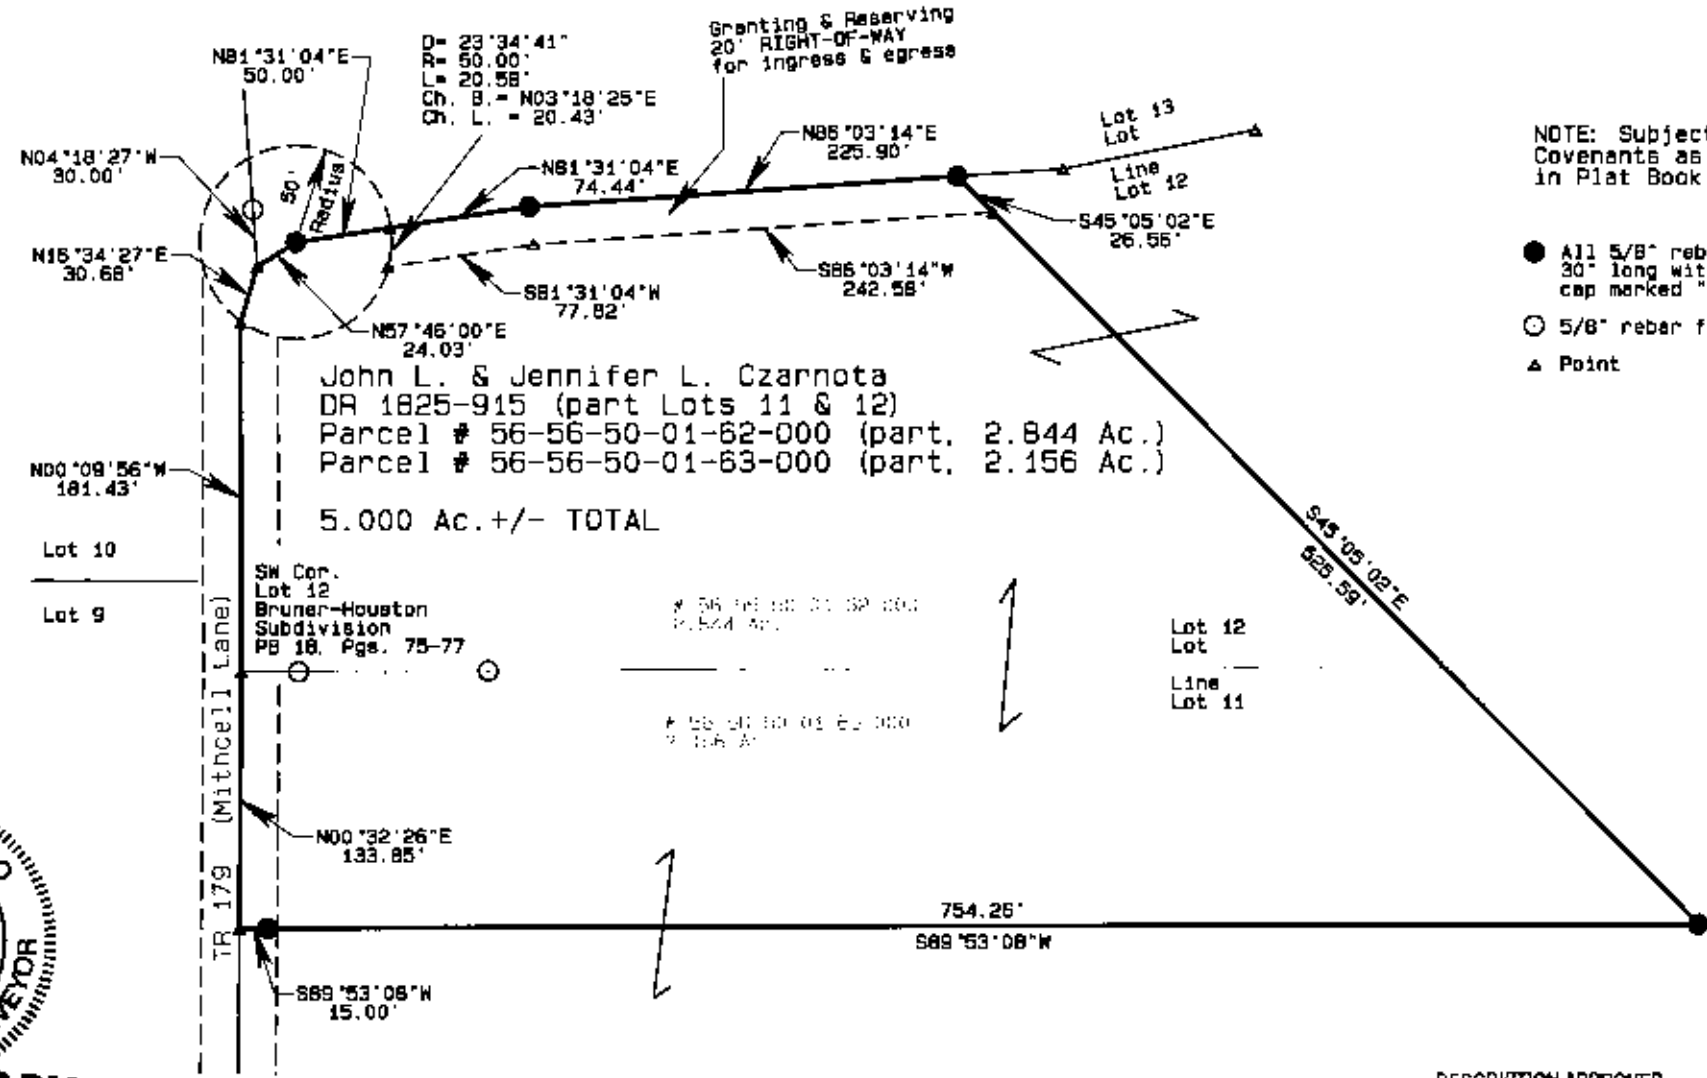 Granting & Reserving
20' RIGHT-OF-WAY
for ingress & egress
N81°31'04"E
50.00'
D= 23°34'41"
R= 50.00'
L= 20.58'
Ch. B.= N03°18'25"E
Ch. L. = 20.43'
N04°18'27"W
30.00'
50'
Radius
N81°31'04"E
74.44'
N86°03'14"E
225.90'
Lot 13
Lot
Line
Lot 12
NOTE: Subject
Covenants as
in Plat Book
N16°34'27"E
30.68'
S45°05'02"E
26.56'
S81°31'04"W
77.82'
S86°03'14"W
242.58'
All 5/8" reb
30" long wit
cap marked "
5/8" rebar f
Point
N57°46'00"E
24.03'
John L. & Jennifer L. Czarnota
DR 1825-915 (part Lots 11 & 12)
Parcel # 56-56-50-01-62-000 (part, 2.844 Ac.)
Parcel # 56-56-50-01-63-000 (part, 2.156 Ac.)
5.000 Ac.+/- TOTAL
N00°09'56"W
181.43'
Lot 10
Lot 9
S45°05'02"E
SW Cor.
Lot 12
Bruner-Houston
Subdivision
PB 18, Pgs. 75-77
Lot 12
Lot
Line
Lot 11
TR 179 (Mithcell Lane)
N00°32'26"E
133.85'
754.26'
S89°53'08"W
S89°53'08"W
15.00'
VEYOR